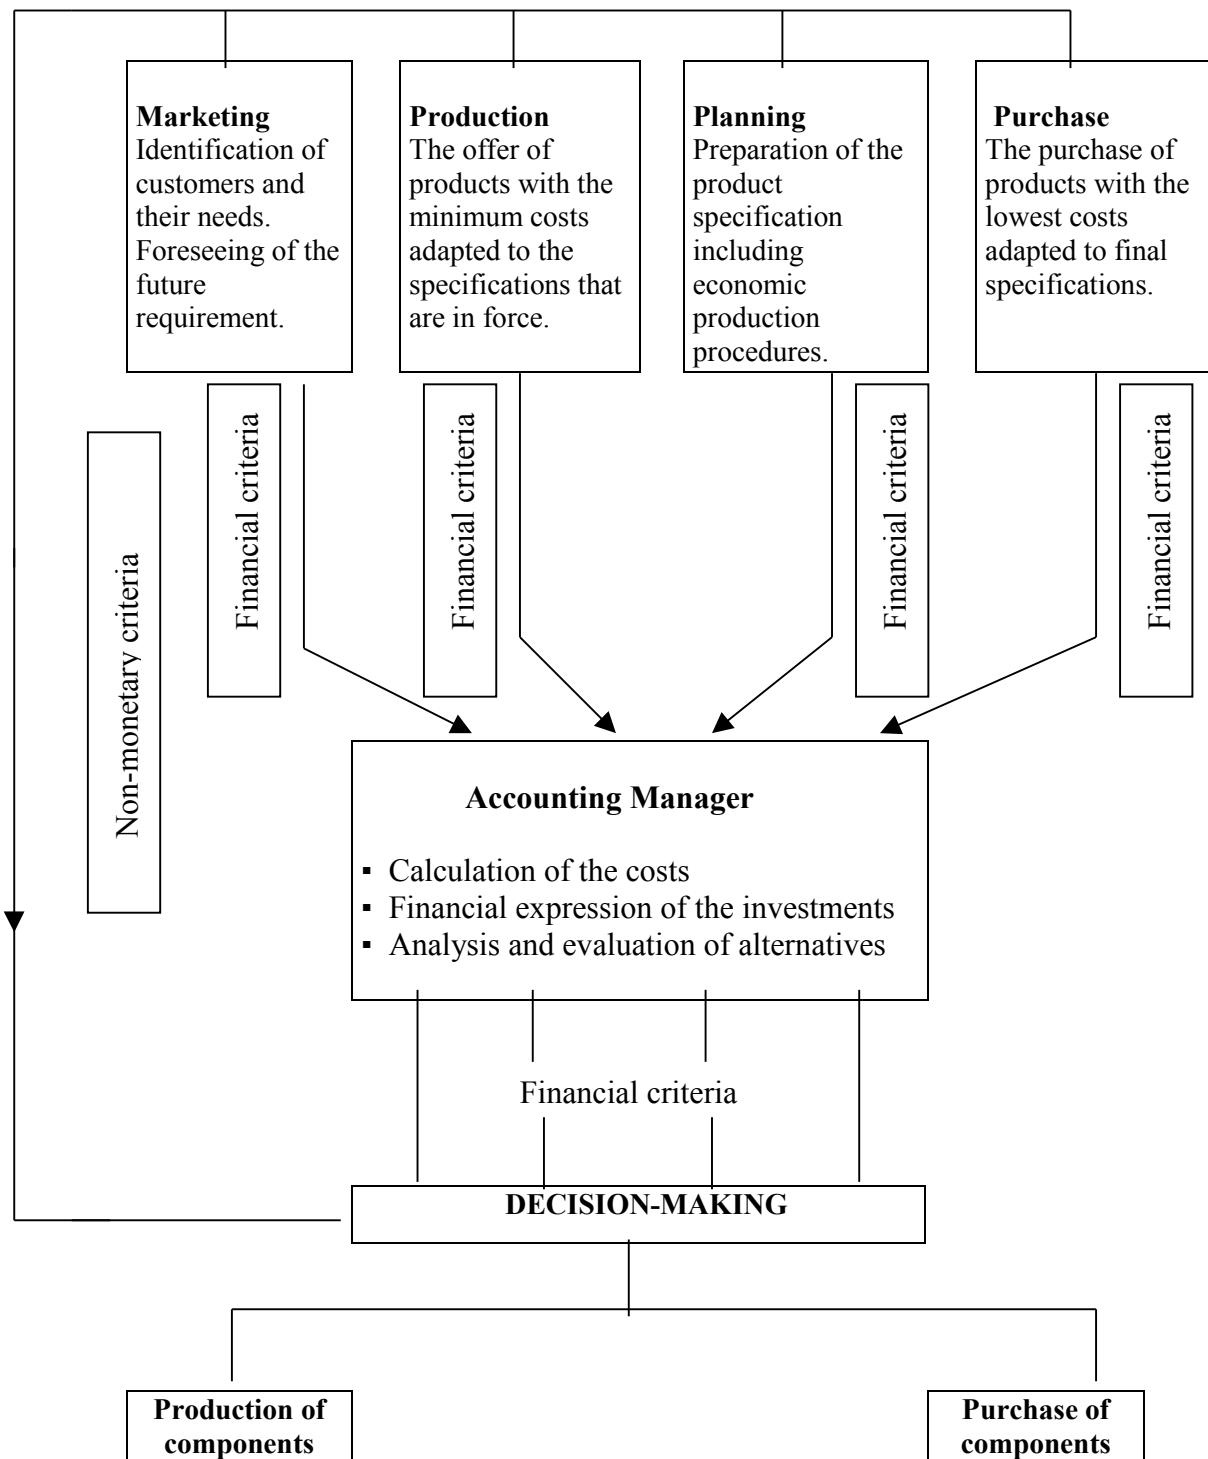 Marketing
Identification of
customers and
their needs.
Foreseeing of the
future
requirement.
Production
The offer of
products with the
minimum costs
adapted to the
specifications that
are in force.
Planning
Preparation of the
product
specification
including
economic
production
procedures.
Purchase
The purchase of
products with the
lowest costs
adapted to final
specifications.
Non-monetary criteria
Financial criteria
Financial criteria
Financial criteria
Financial criteria
Accounting Manager
▪ Calculation of the costs
▪ Financial expression of the investments
▪ Analysis and evaluation of alternatives
Financial criteria
DECISION-MAKING
Production of
components
Purchase of
components